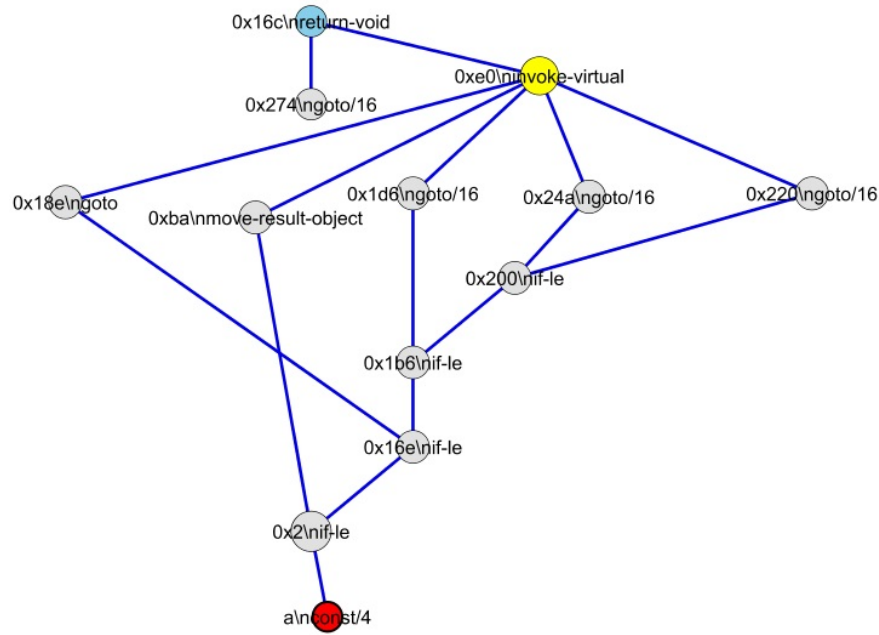 0x16c\nreturn-void
0xe0\ninvoke-virtual
0x274\ngoto/16
0x18e\ngoto
0xba\nmove-result-object
0x1d6\ngoto/16
0x24a\ngoto/16
0x220\ngoto/16
0x200\nif-le
0x1b6\nif-le
0x16e\nif-le
0x2\nif-le
a\nconst/4